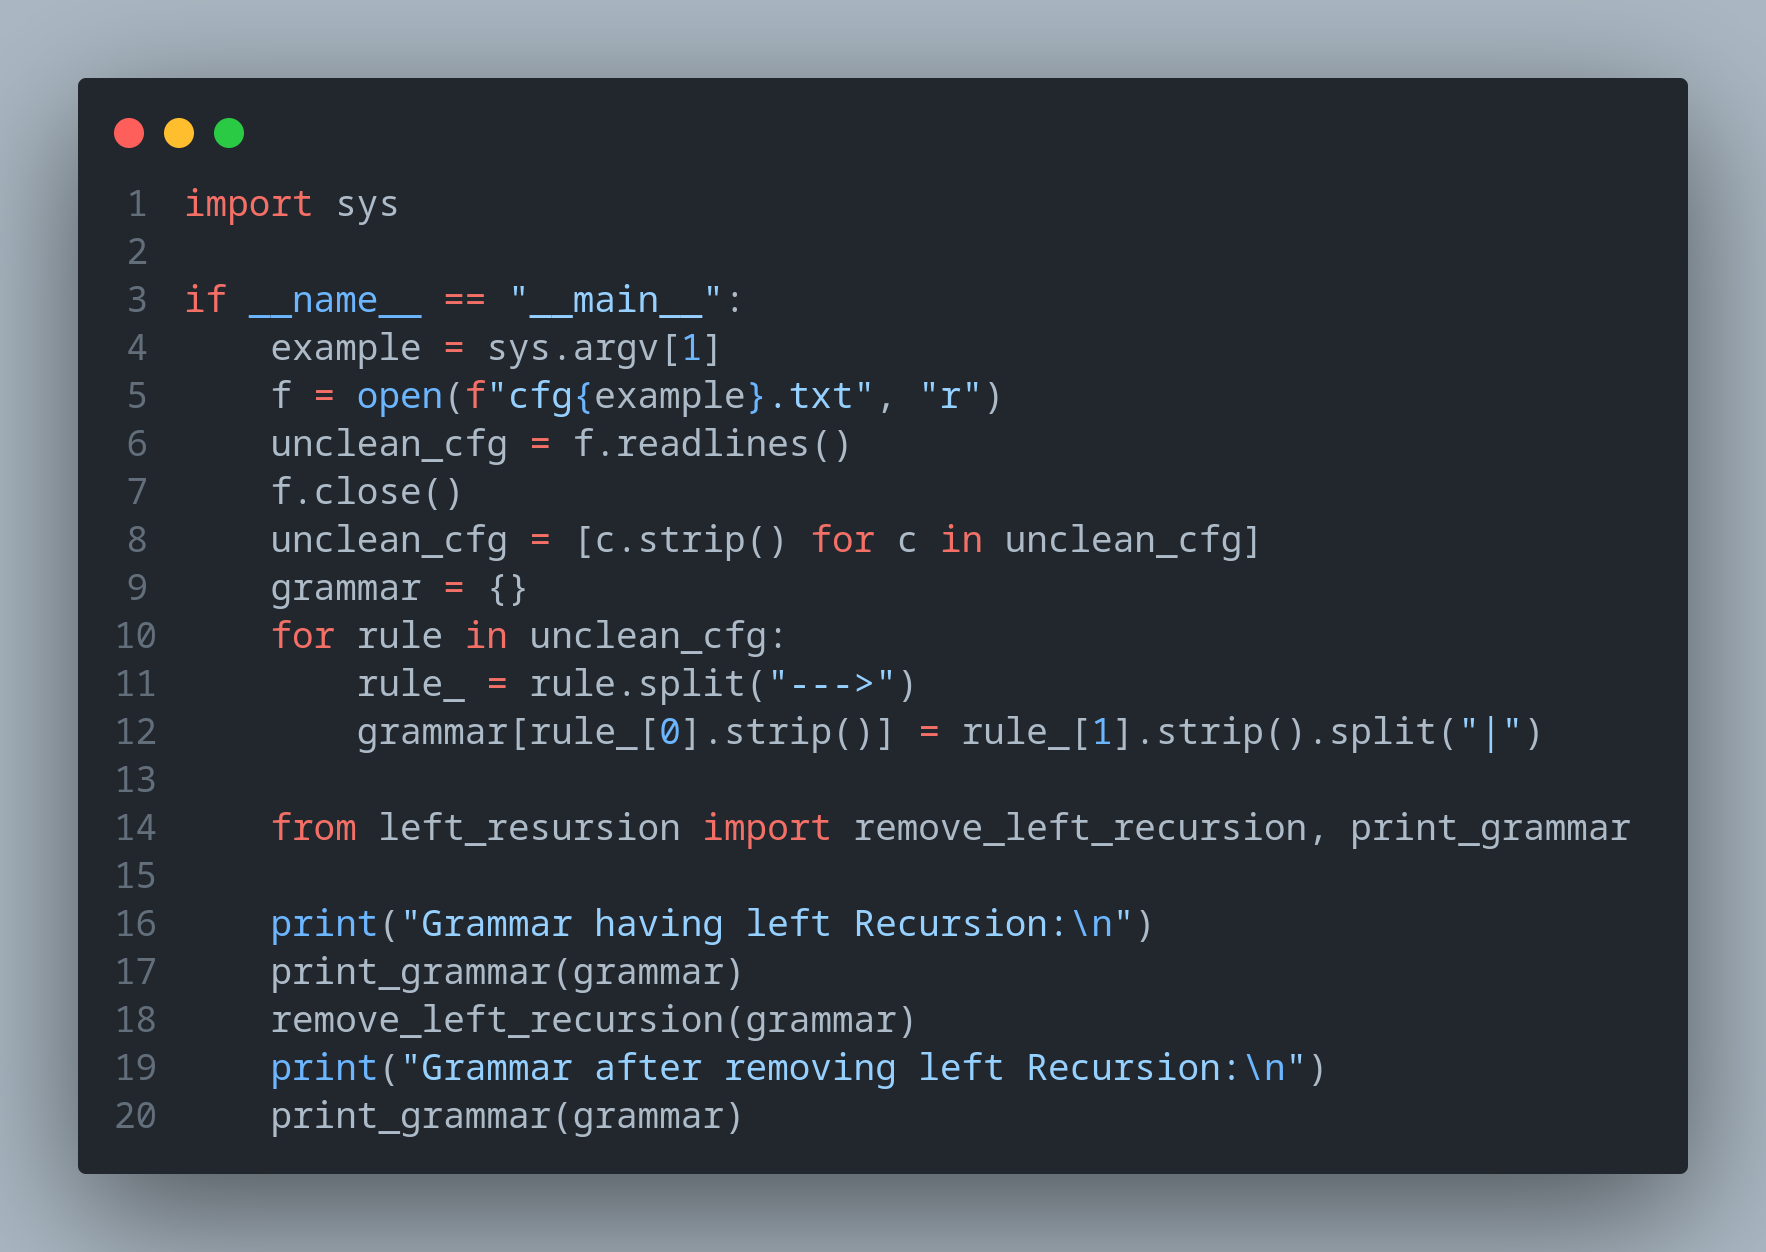 1 import sys
2
3 if __name__ == "__main__":
4     example = sys.argv[1]
5     f = open(f"cfg{example}.txt", "r")
6     unclean_cfg = f.readlines()
7     f.close()
8     unclean_cfg = [c.strip() for c in unclean_cfg]
9     grammar = {}
10     for rule in unclean_cfg:
11         rule_ = rule.split("--->")
12         grammar[rule_[0].strip()] = rule_[1].strip().split("|")
13
14     from left_resursion import remove_left_recursion, print_grammar
15
16     print("Grammar having left Recursion:\n")
17     print_grammar(grammar)
18     remove_left_recursion(grammar)
19     print("Grammar after removing left Recursion:\n")
20     print_grammar(grammar)